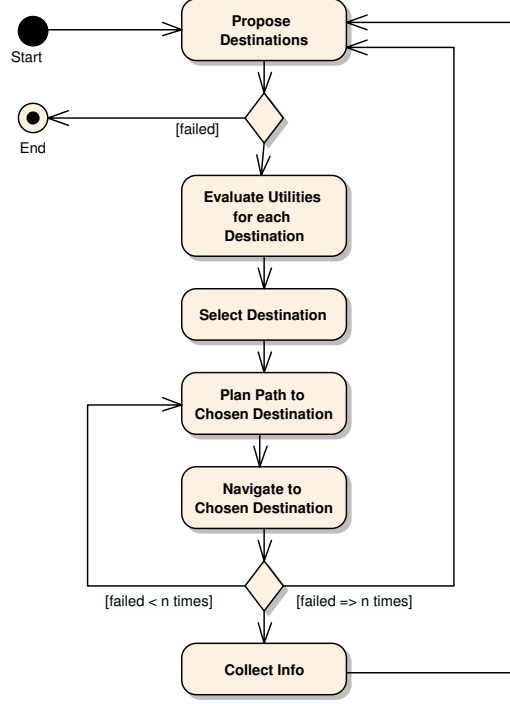 Propose
Destinations
Start
[failed]
End
Evaluate Utilities
for each
Destination
Select Destination
Plan Path to
Chosen Destination
Navigate to
Chosen Destination
[failed < n times]
[failed => n times]
Collect Info